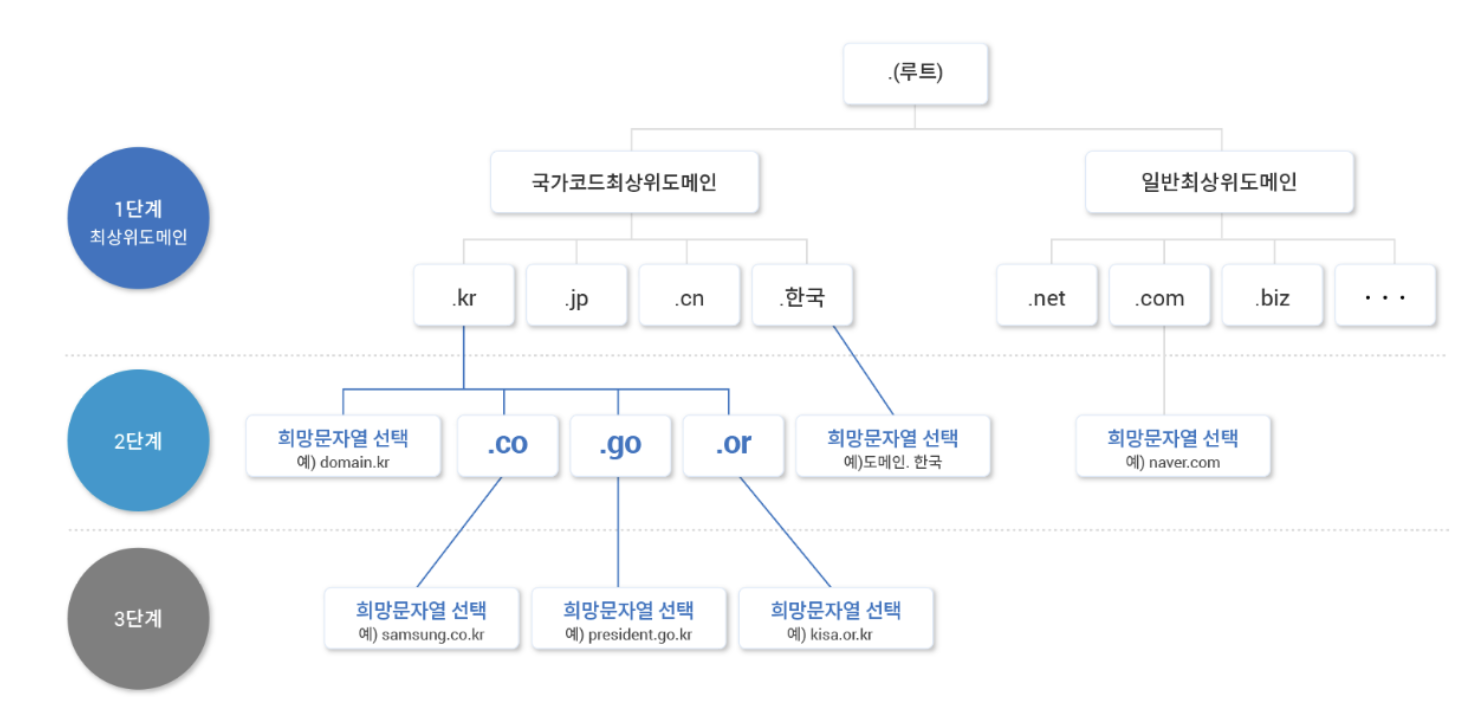 .(루트)
국가코드최상위도메인
일반최상위도메인
1단계
최상위도메인
.kr
.jp
.cn
.한국
.net
.com
.biz
· · ·
2단계
희망문자열 선택
예) domain.kr
.co
.go
.or
희망문자열 선택
예)도메인. 한국
희망문자열 선택
예) naver.com
3단계
희망문자열 선택
예) samsung.co.kr
희망문자열 선택
예) president.go.kr
희망문자열 선택
예) kisa.or.kr